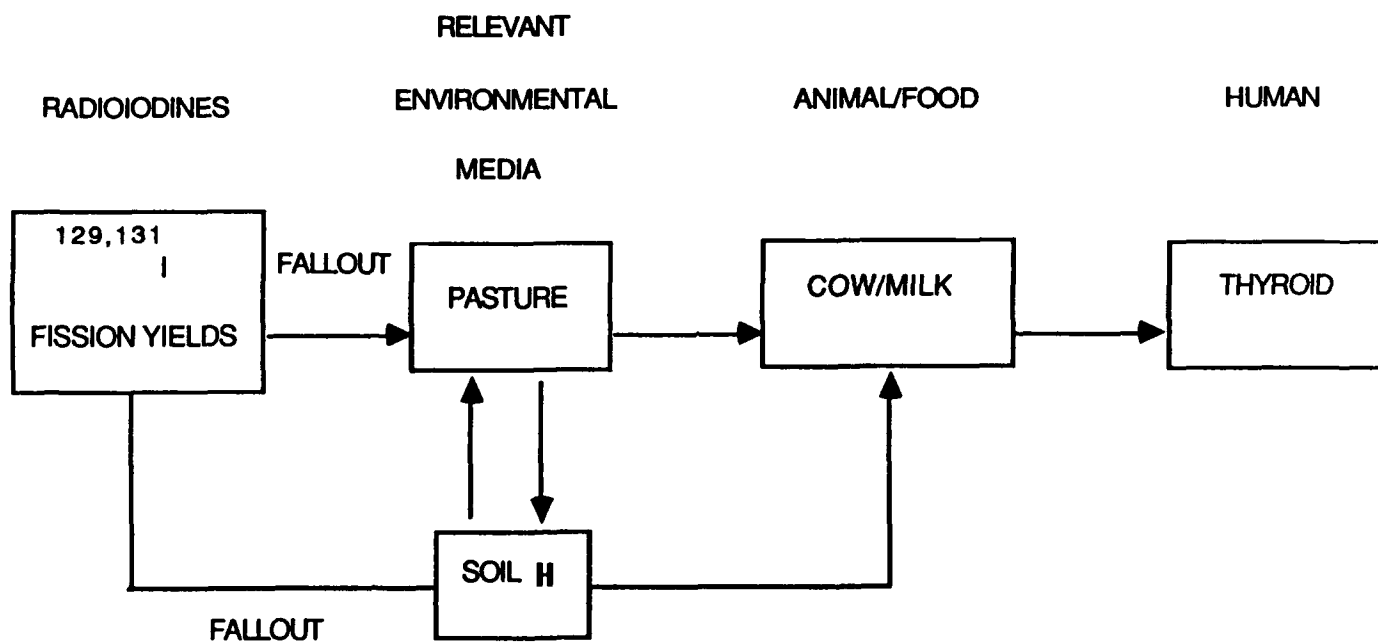 RELEVANT
RADIOIODINES
ENVIRONMENTAL
ANIMAL/FOOD
HUMAN
MEDIA
129,131
I
FISSION YIELDS
FALLOUT
PASTURE
COW/MILK
THYROID
SOIL H
FALLOUT